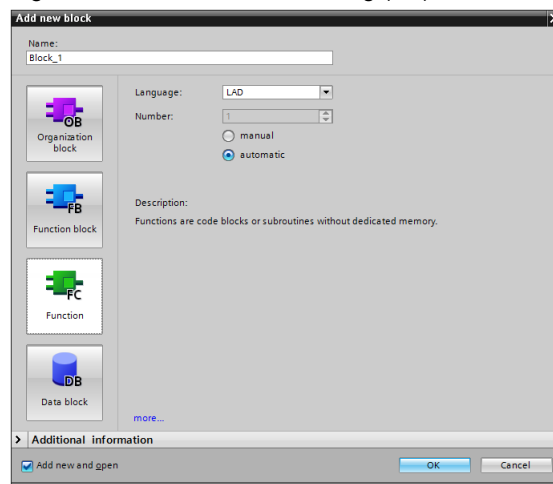 Add new block
Name:
Block_1
OB
Organization
block
FB
Function block
FC
Function
DB
Data block
Language:
LAD
Number:
1
manual
automatic
Description:
Functions are code blocks or subroutines without dedicated memory.
more...
Additional information
Add new and open
OK
Cancel